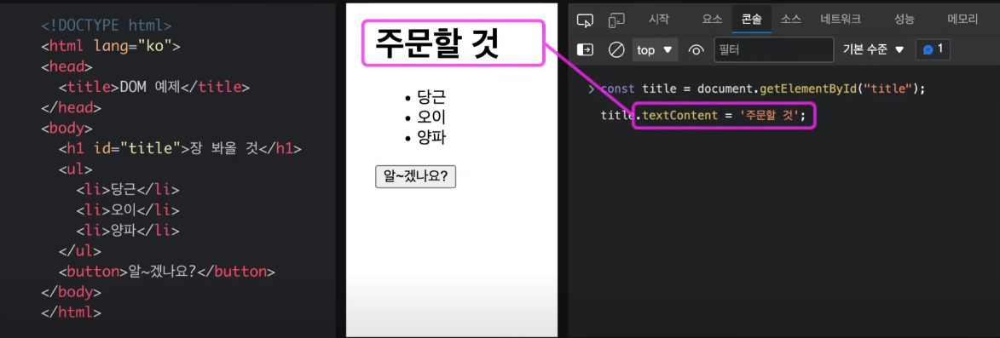 <!DOCTYPE html>
<html lang="ko">
<head>
<title>DOM 예제</title>
</head>
<body>
<h1 id="title">장 봐올 것</h1>
<ul>
<li>당근</li>
<li>오이</li>
<li>양파</li>
</ul>
<button>알~겠나요?</button>
</body>
</html>
주문할 것
• 당근
• 오이
• 양파
알~겠나요?
시작 요소 콘솔 소스 네트워크 성능 메모리
top ▼ 필터 기본 수준 ▼ 1
> const title = document.getElementById("title");
title.textContent = '주문할 것';